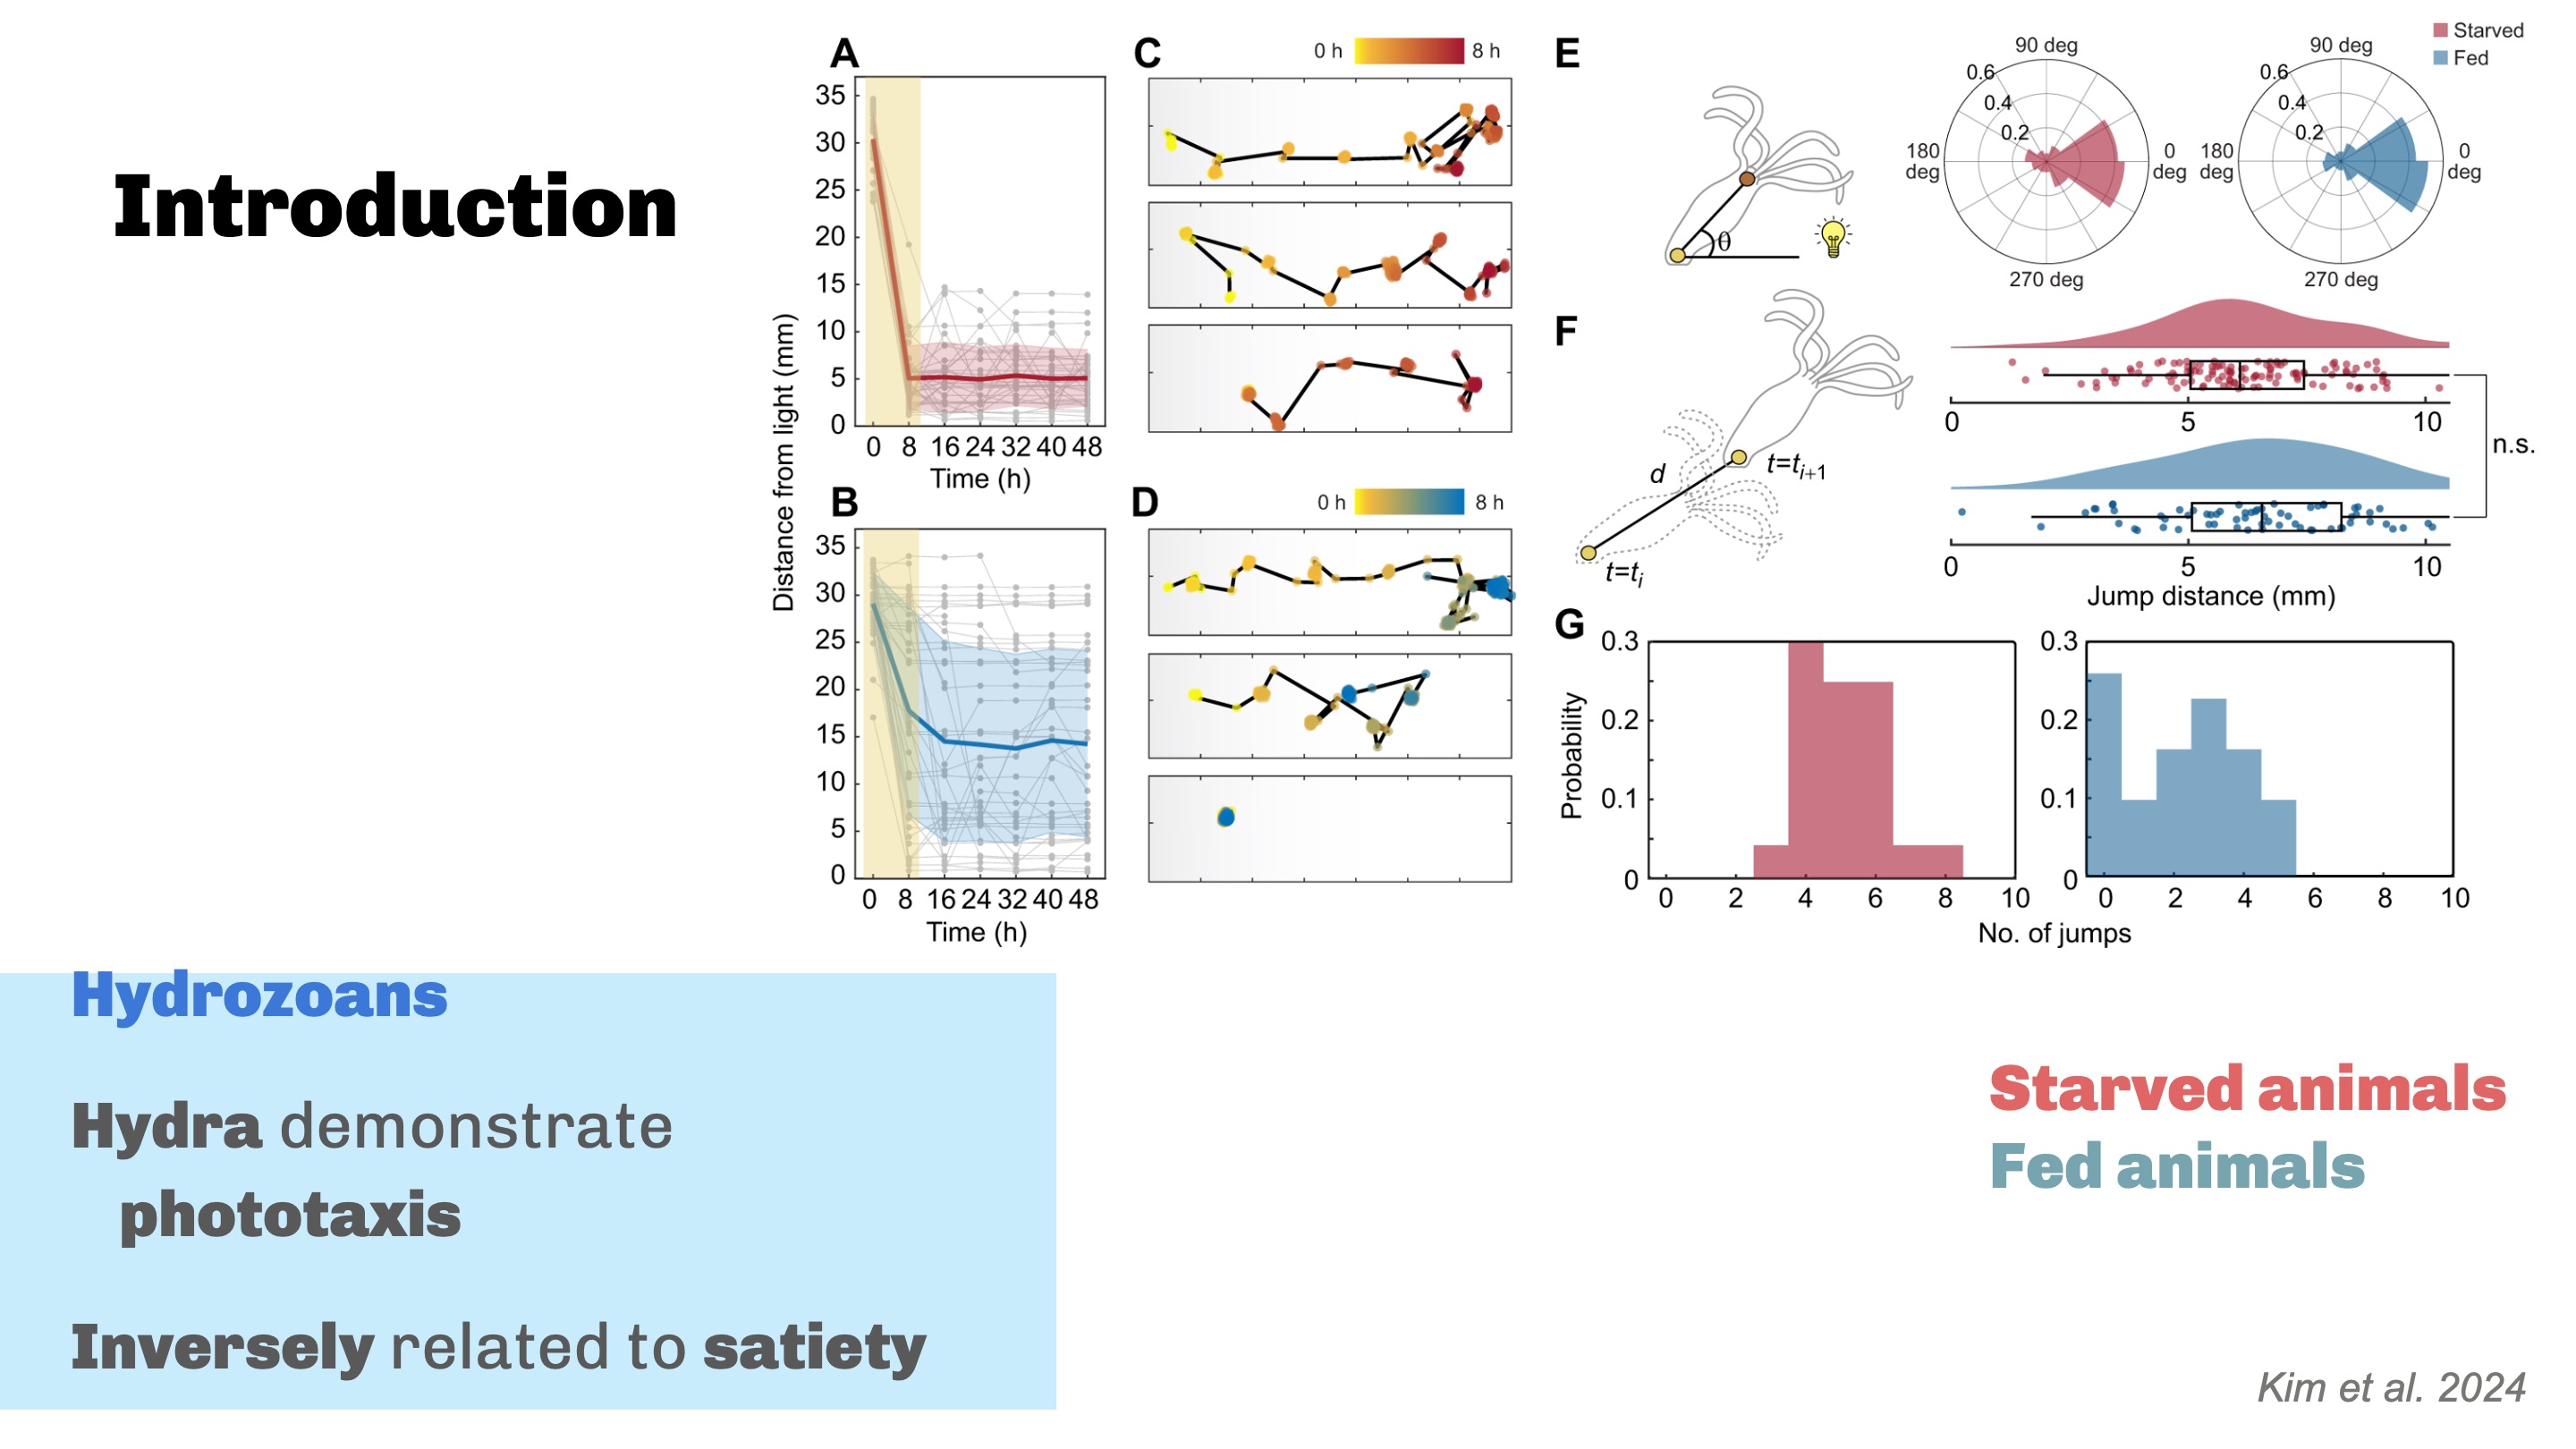 Introduction
A
Distance from light (mm)
35
30
25
20
15
10
5
0
0 8 16 24 32 40 48
Time (h)
B
35
30
25
20
15
10
5
0
0 8 16 24 32 40 48
Time (h)
C
0 h 8 h
D
0 h 8 h
E
θ
Starved
Fed
90 deg
0.6
0.4
0.2
180 deg
0 deg
270 deg
90 deg
0.6
0.4
0.2
180 deg
0 deg
270 deg
F
d
t=ti+1
t=ti
0 5 10
n.s.
0 5 10
Jump distance (mm)
G
Probability
0.3
0.2
0.1
0
0 2 4 6 8 10
0.3
0.2
0.1
0
0 2 4 6 8 10
No. of jumps
Hydrozoans
Hydra demonstrate
phototaxis
Inversely related to satiety
Starved animals
Fed animals
Kim et al. 2024